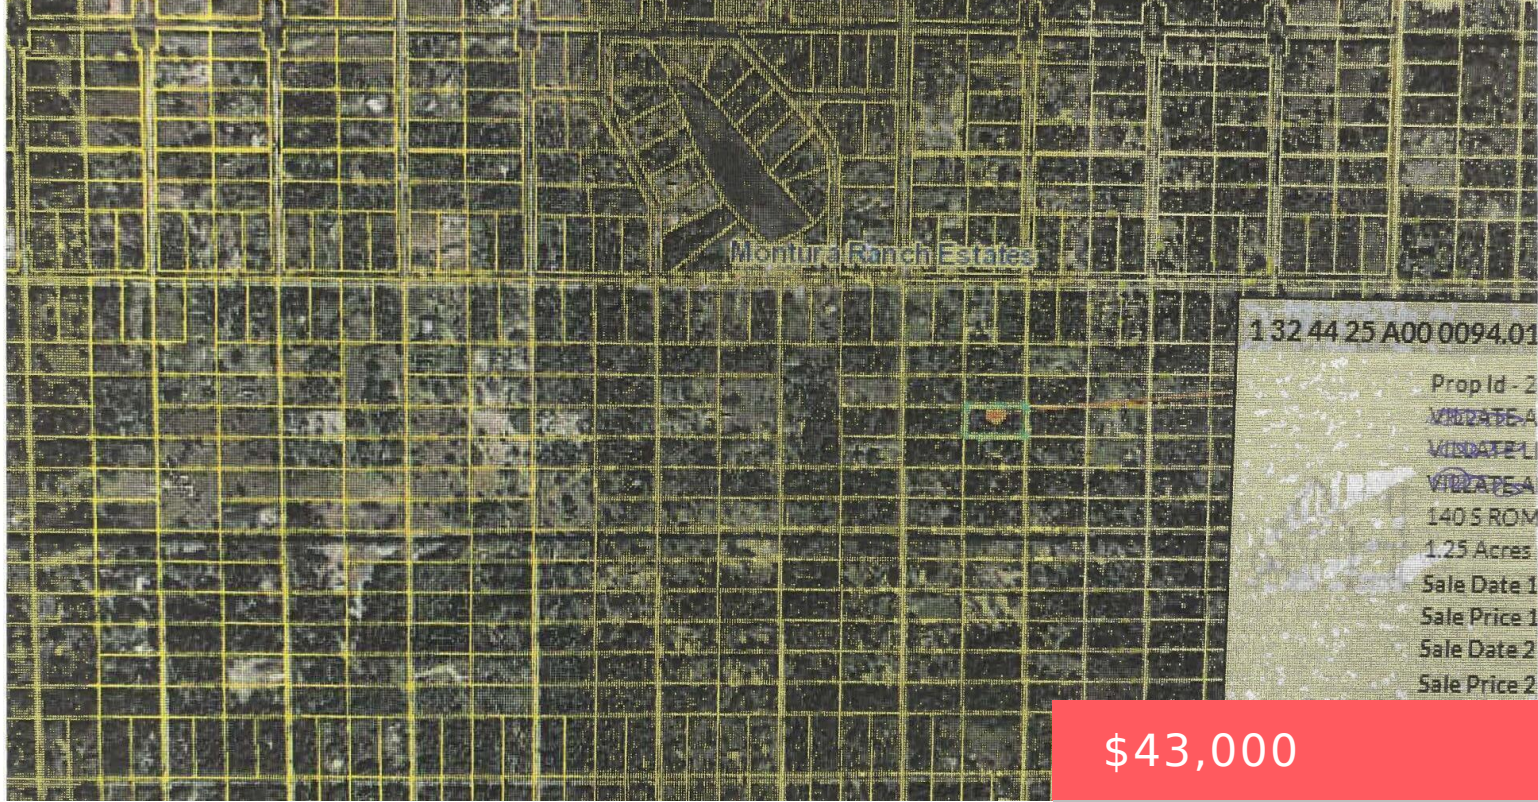 Montura Ranch Estates
1 32 44 25 A00 0094.01
Prop Id - 2
140 S ROM
1.25 Acres
Sale Date 1
Sale Price 1
Sale Date 2
Sale Price 2
$43,000